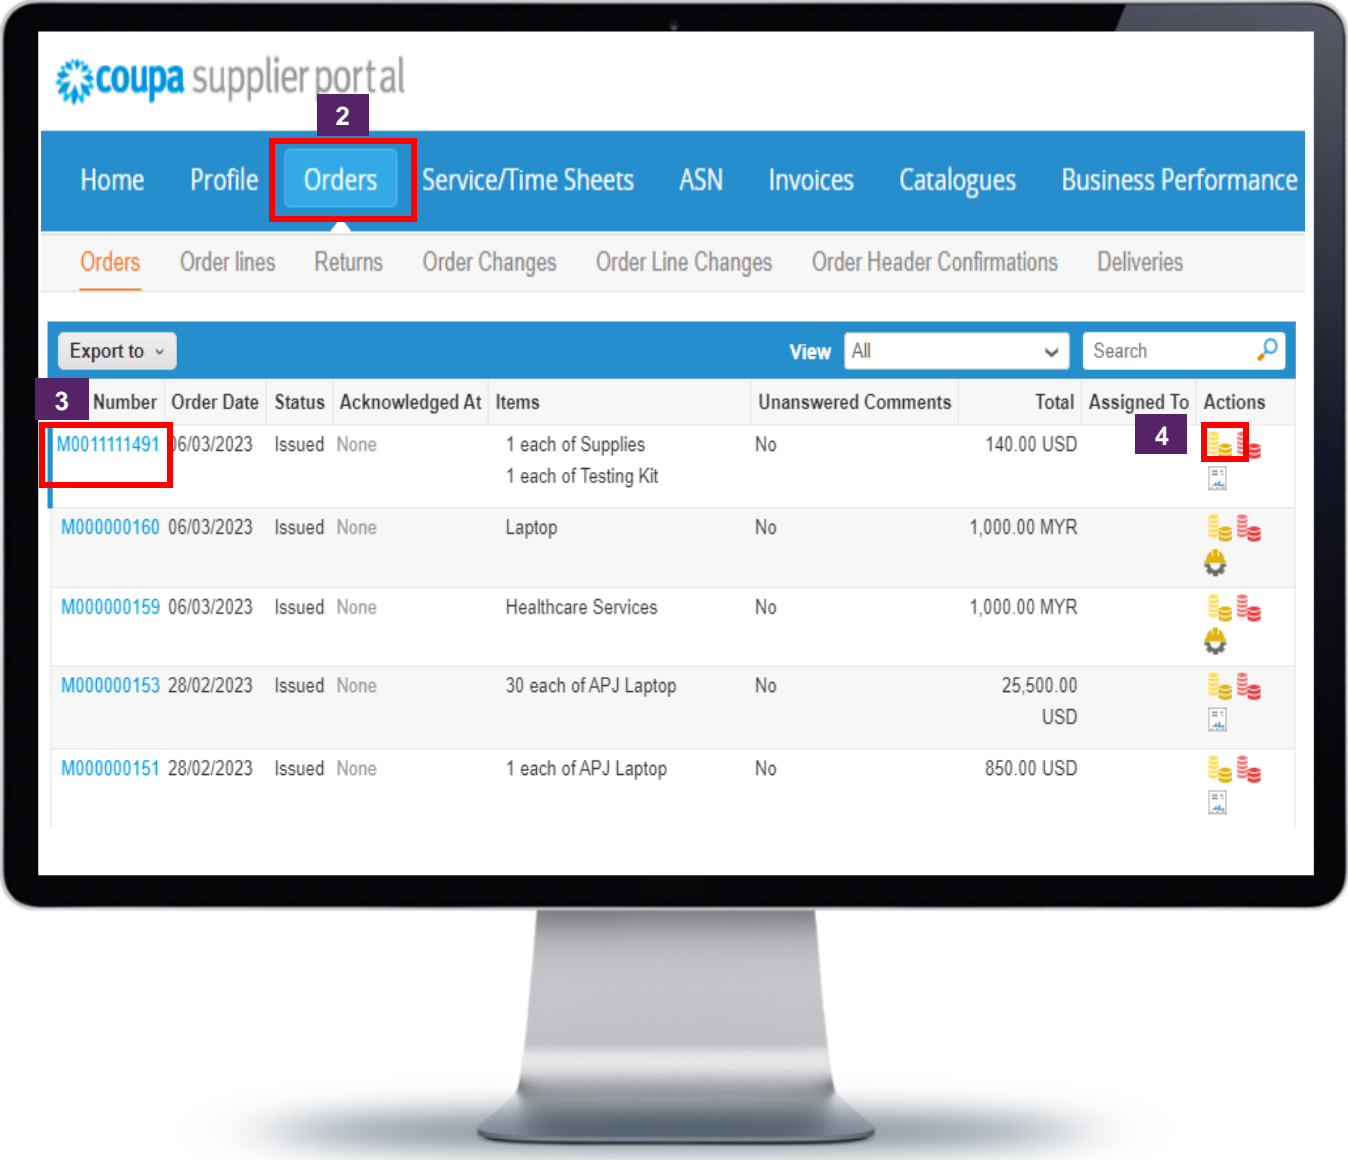 coupa supplier portal
2
Home Profile Orders Service/Time Sheets ASN Invoices Catalogues Business Performance
Orders Order lines Returns Order Changes Order Line Changes Order Header Confirmations Deliveries
Export to View All Search
3 Number Order Date Status Acknowledged At Items Unanswered Comments Total Assigned To Actions
M0011111491 06/03/2023 Issued None 1 each of Supplies No 140.00 USD 4
1 each of Testing Kit
M000000160 06/03/2023 Issued None Laptop No 1,000.00 MYR
M000000159 06/03/2023 Issued None Healthcare Services No 1,000.00 MYR
M000000153 28/02/2023 Issued None 30 each of APJ Laptop No 25,500.00
USD
M000000151 28/02/2023 Issued None 1 each of APJ Laptop No 850.00 USD